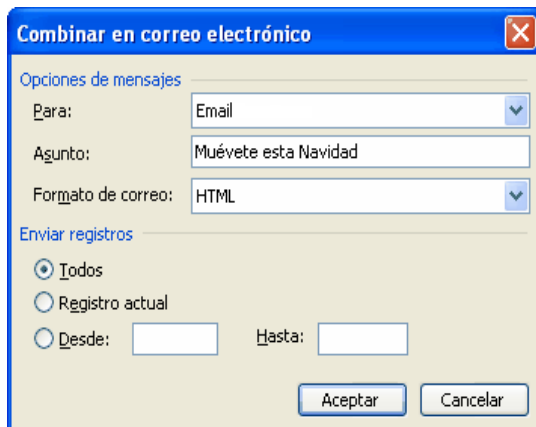 Combinar en correo electrónico
Opciones de mensajes
Para: Email
Asunto: Muévete esta Navidad
Formato de correo: HTML
Enviar registros
Todos
Registro actual
Desde: Hasta:
Aceptar Cancelar